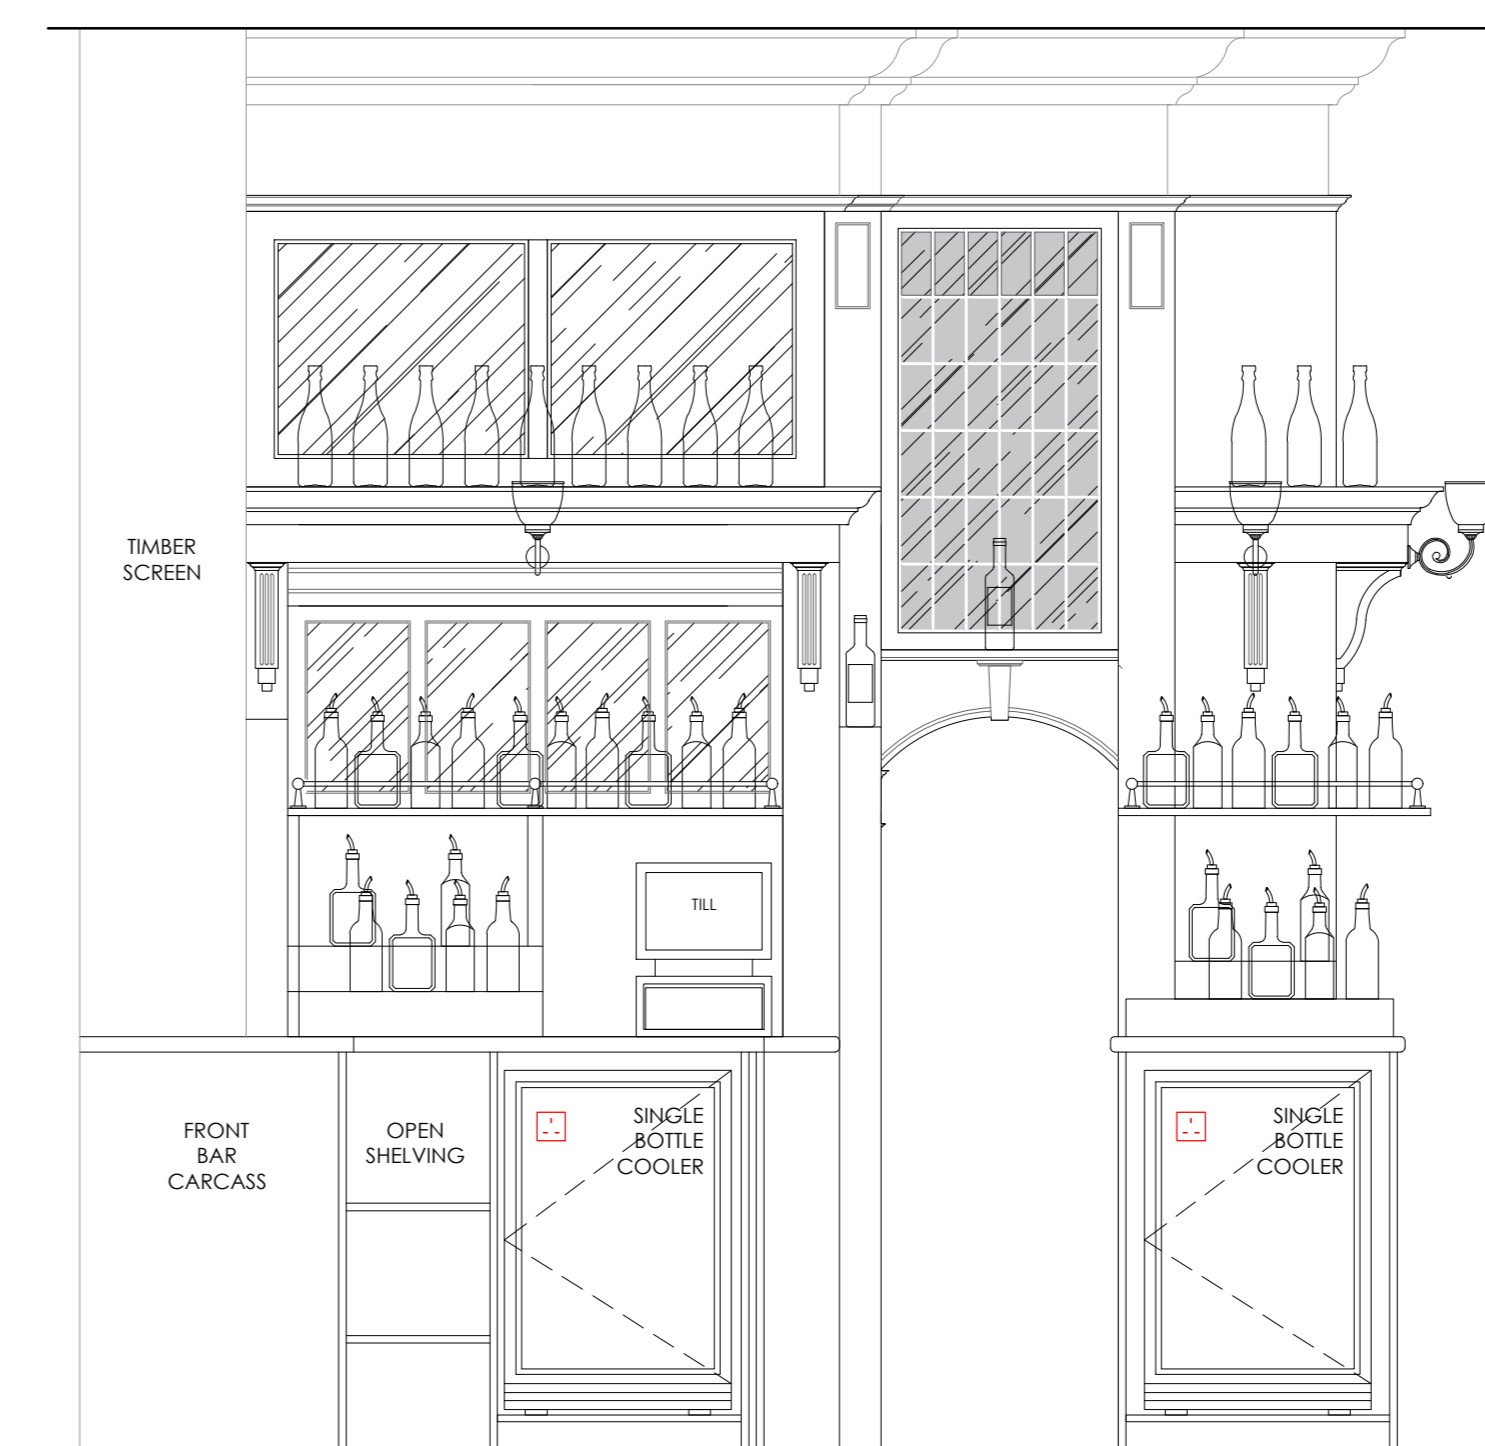 TIMBER
SCREEN
TILL
FRONT
BAR
CARCASS
OPEN
SHELVING
SINGLE
BOTTLE
COOLER
SINGLE
BOTTLE
COOLER